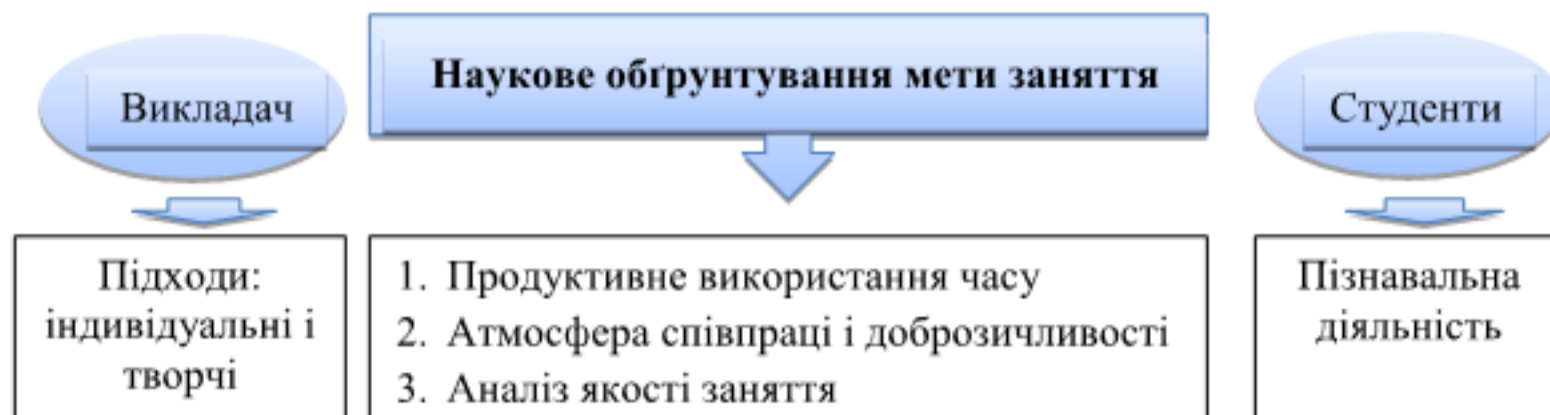 Викладач
Наукове обґрунтування мети заняття
Студенти
Підходи:
індивідуальні і
творчі
1. Продуктивне використання часу
2. Атмосфера співпраці і доброзичливості
3. Аналіз якості заняття
Пізнавальна
діяльність